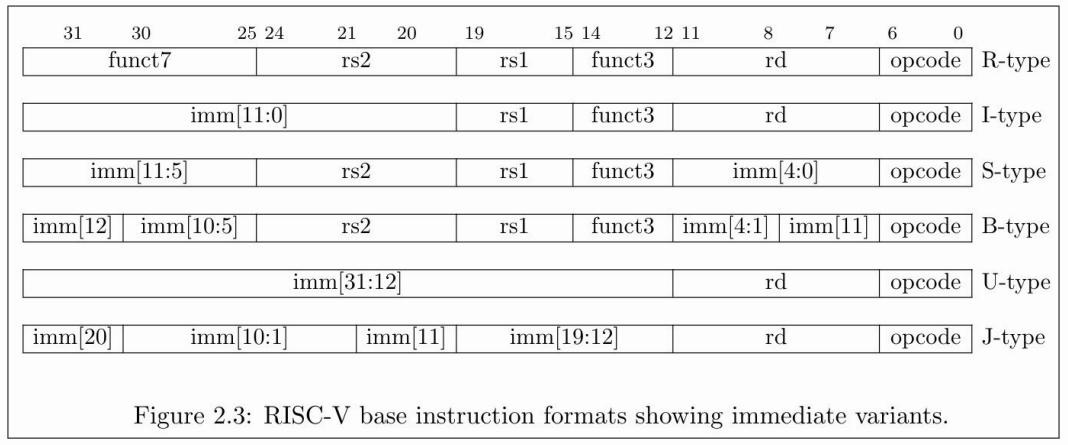 31 30 25 24 21 20 19 15 14 12 11 8 7 6 0
funct7 rs2 rs1 funct3 rd opcode R-type
imm[11:0] rs1 funct3 rd opcode I-type
imm[11:5] rs2 rs1 funct3 imm[4:0] opcode S-type
imm[12] imm[10:5] rs2 rs1 funct3 imm[4:1] imm[11] opcode B-type
imm[31:12] rd opcode U-type
imm[20] imm[10:1] imm[11] imm[19:12] rd opcode J-type
Figure 2.3: RISC-V base instruction formats showing immediate variants.